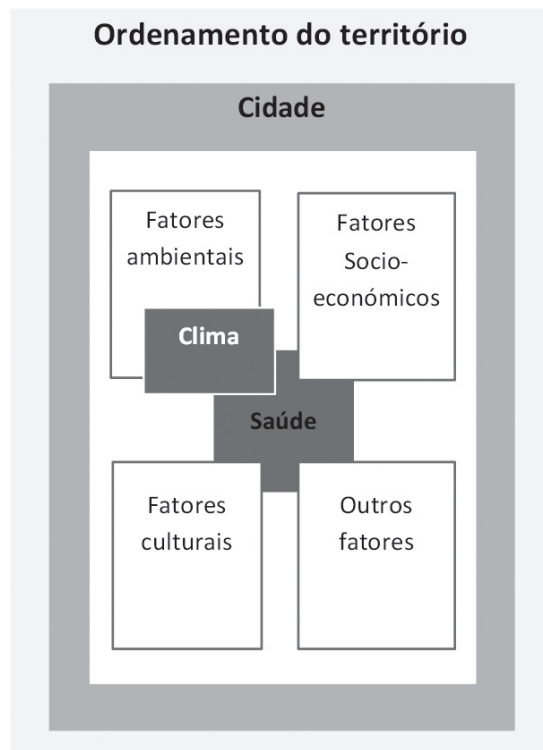 Ordenamento do território
Cidade
Fatores
ambientais
Fatores
Socio-
económicos
Clima
Saúde
Fatores
culturais
Outros
fatores